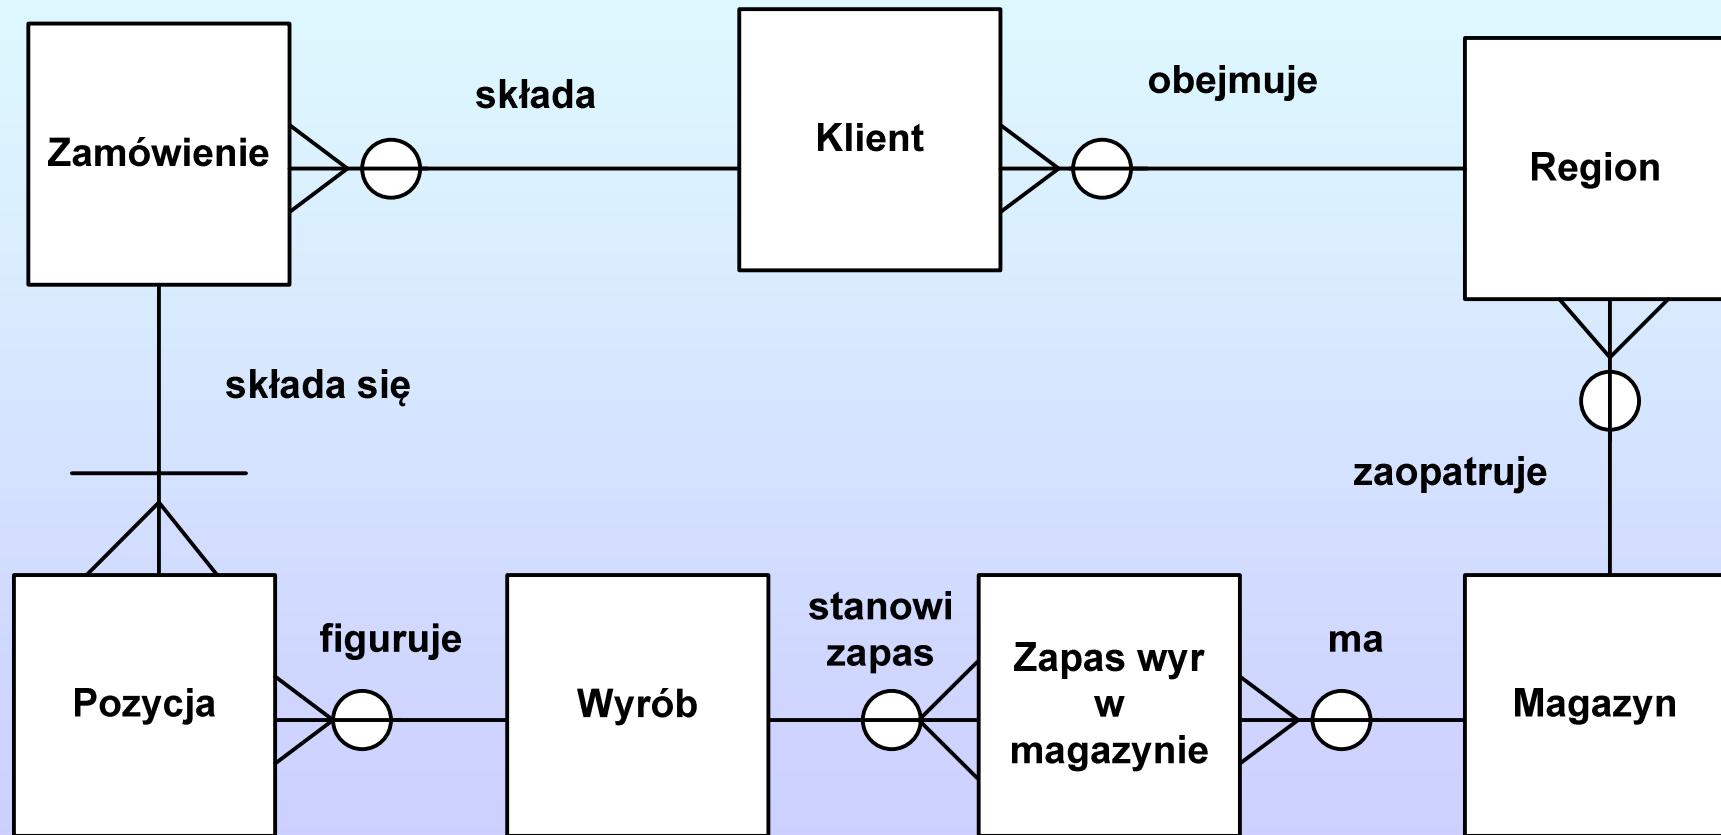 składa
obejmuje
Zamówienie
Klient
Region
składa się
zaopatruje
Pozycja
figuruje
Wyrób
stanowi
zapas
Zapas wyr
w
magazynie
ma
Magazyn